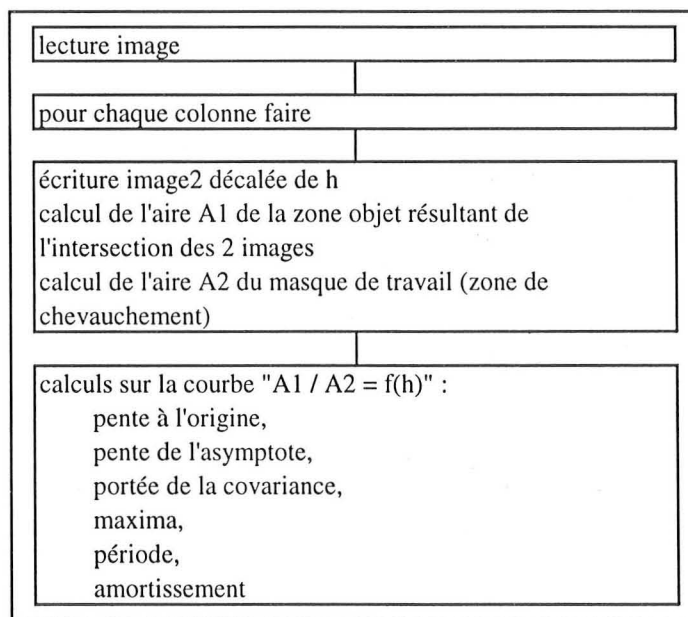 lecture image
pour chaque colonne faire
écriture image2 décalée de h
calcul de l'aire A1 de la zone objet résultant de
l'intersection des 2 images
calcul de l'aire A2 du masque de travail (zone de
chevauchement)
calculs sur la courbe "A1 / A2 = f(h)" :
pente à l'origine,
pente de l'asymptote,
portée de la covariance,
maxima,
période,
amortissement